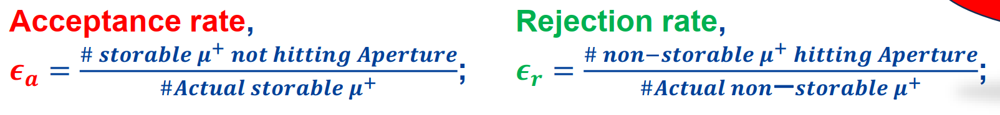 Acceptance rate,
ϵₐ = # storable μ⁺ not hitting Aperture / #Actual storable μ⁺;
Rejection rate,
ϵᵣ = # non−storable μ⁺ hitting Aperture / #Actual non−storable μ⁺;